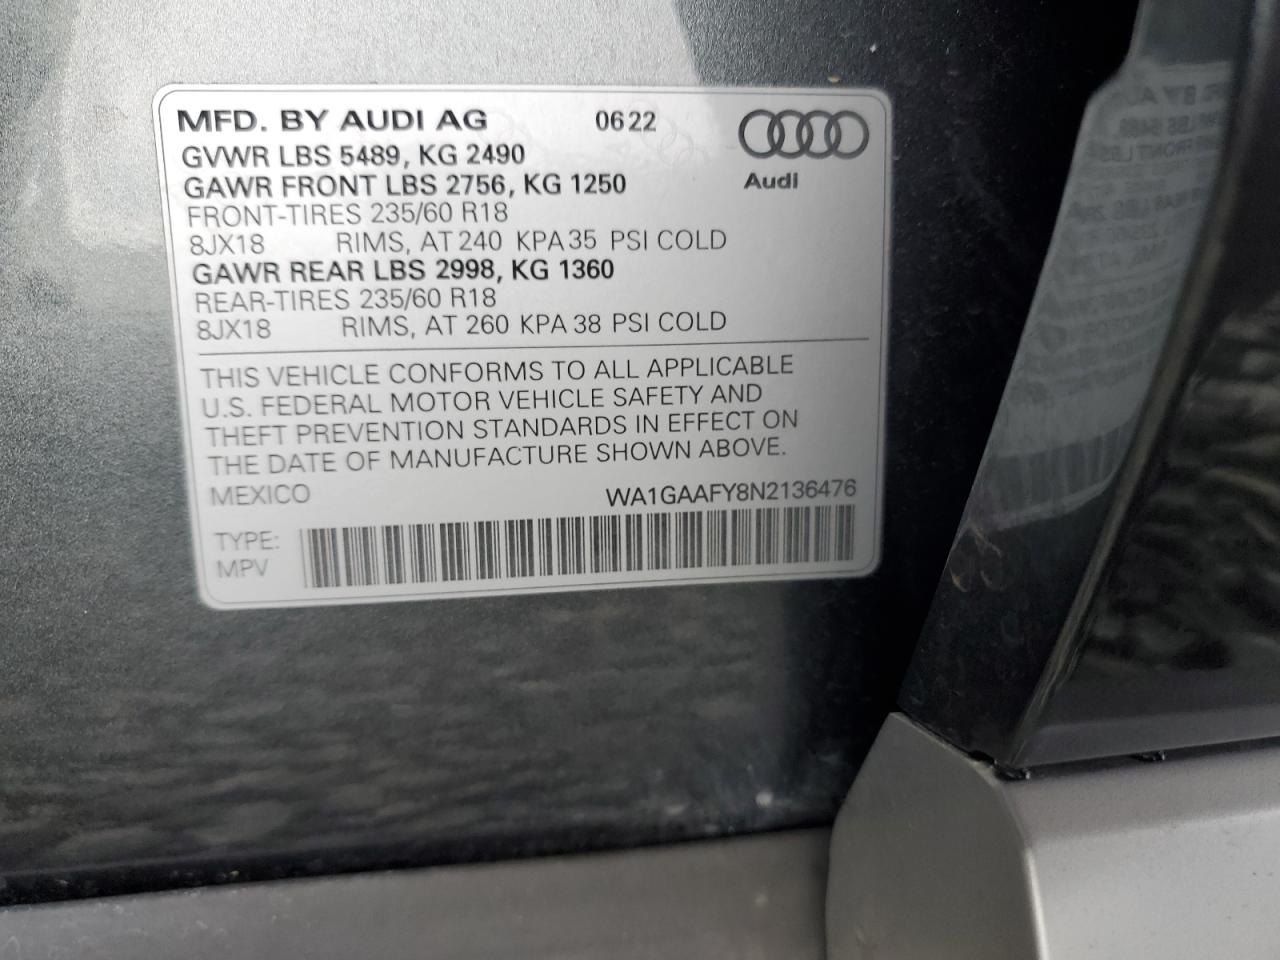 MFD. BY AUDI AG 0622
GVWR LBS 5489, KG 2490
GAWR FRONT LBS 2756, KG 1250
Audi
FRONT-TIRES 235/60 R18
8JX18 RIMS, AT 240 KPA 35 PSI COLD
GAWR REAR LBS 2998, KG 1360
REAR-TIRES 235/60 R18
8JX18 RIMS, AT 260 KPA 38 PSI COLD
THIS VEHICLE CONFORMS TO ALL APPLICABLE
U.S. FEDERAL MOTOR VEHICLE SAFETY AND
THEFT PREVENTION STANDARDS IN EFFECT ON
THE DATE OF MANUFACTURE SHOWN ABOVE.
MEXICO WA1GAAFY8N2136476
TYPE:
MPV